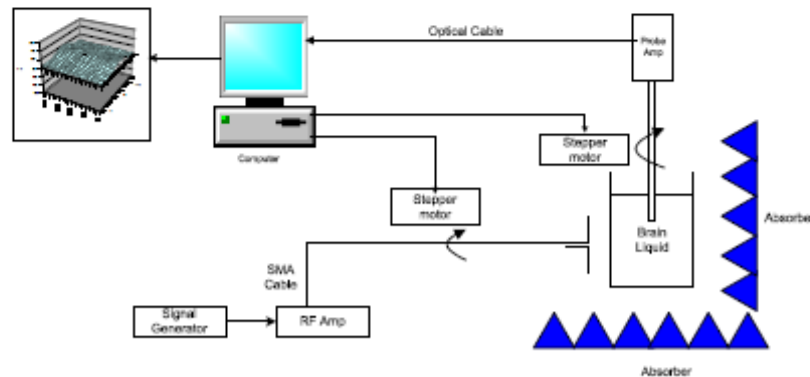 Optical Cable
Probe
Amp
Computer
Stepper
motor
Stepper
motor
Absorber
Brain
Liquid
SMA
Cable
Signal
Generator
RF Amp
Absorber